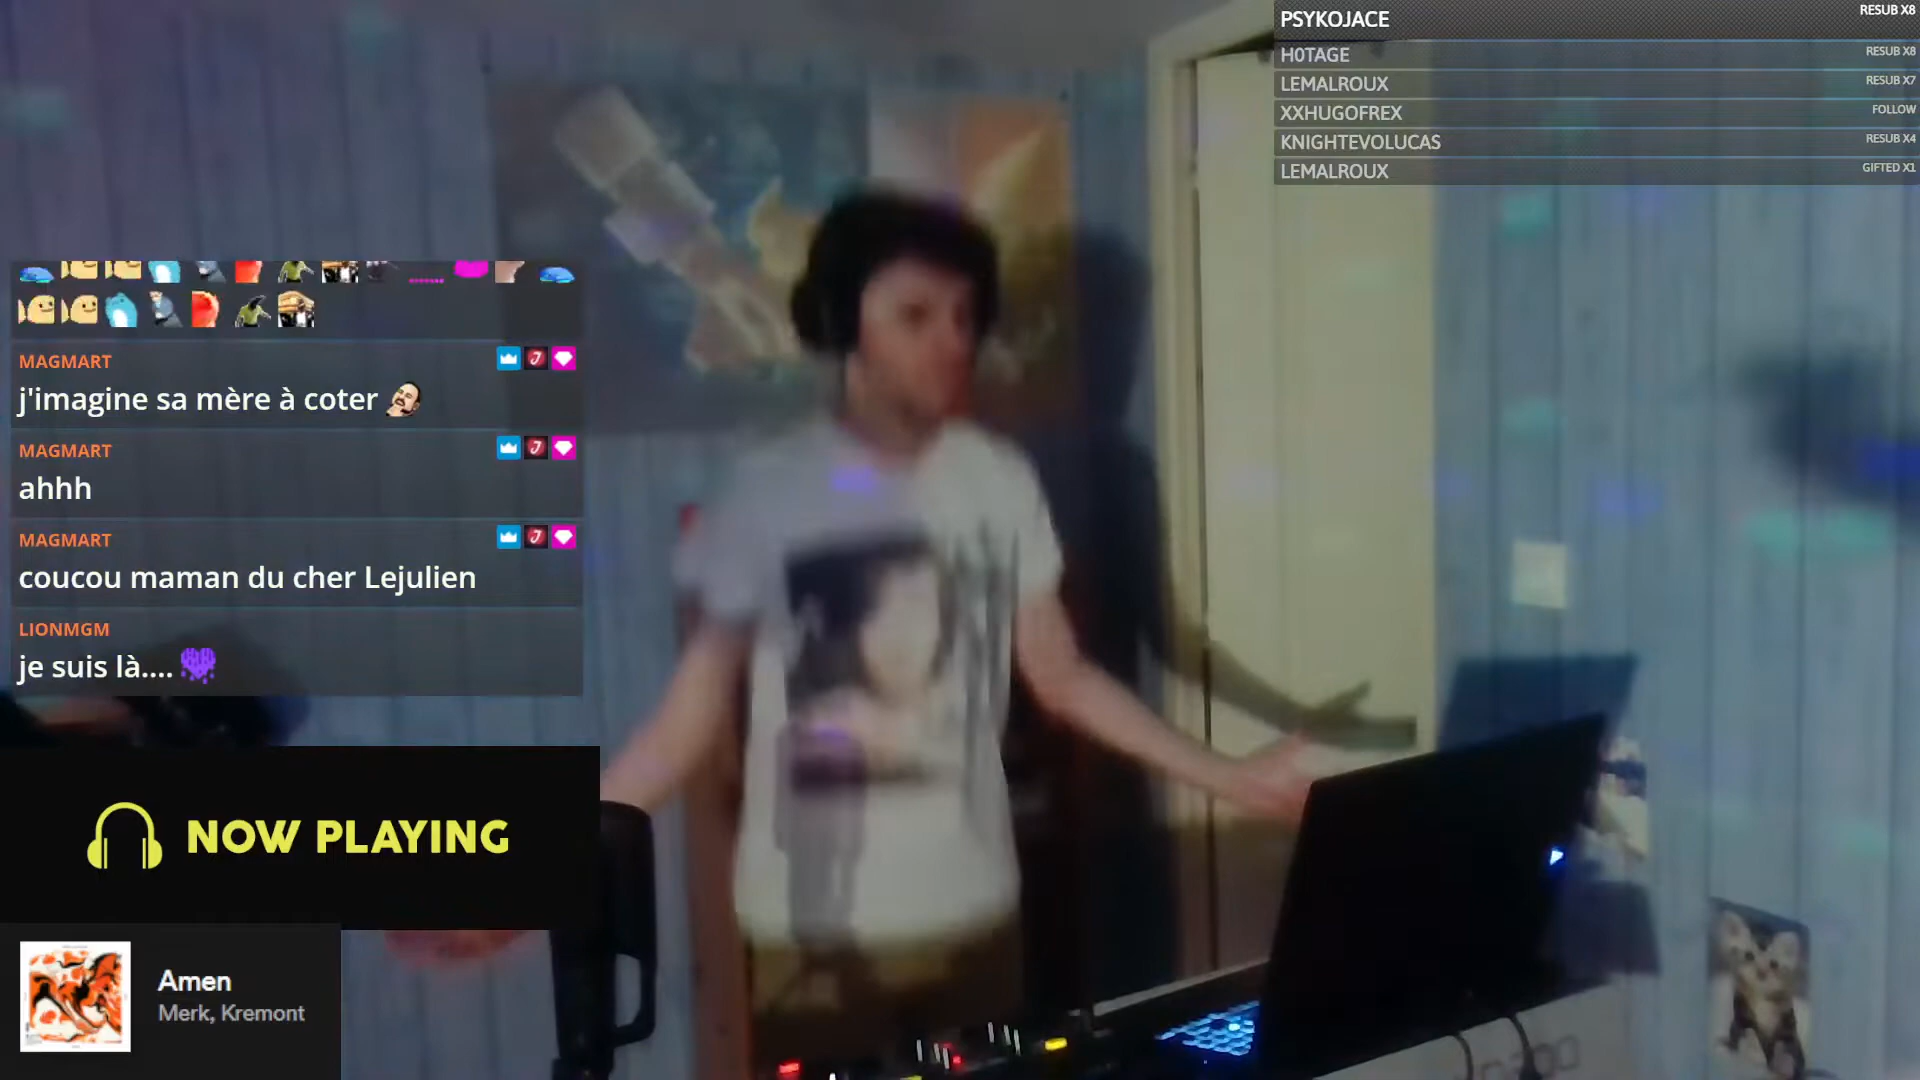 PSYKOJACE RESUB X8
H0TAGE RESUB X8
LEMALROUX RESUB X7
XXHUGOFREX FOLLOW
KNIGHTEVOLUCAS RESUB X4
LEMALROUX GIFTED X1
MAGMART
j'imagine sa mère à coter
MAGMART
ahhh
MAGMART
coucou maman du cher Lejulien
LIONMGM
je suis là....
NOW PLAYING
Amen
Merk, Kremont